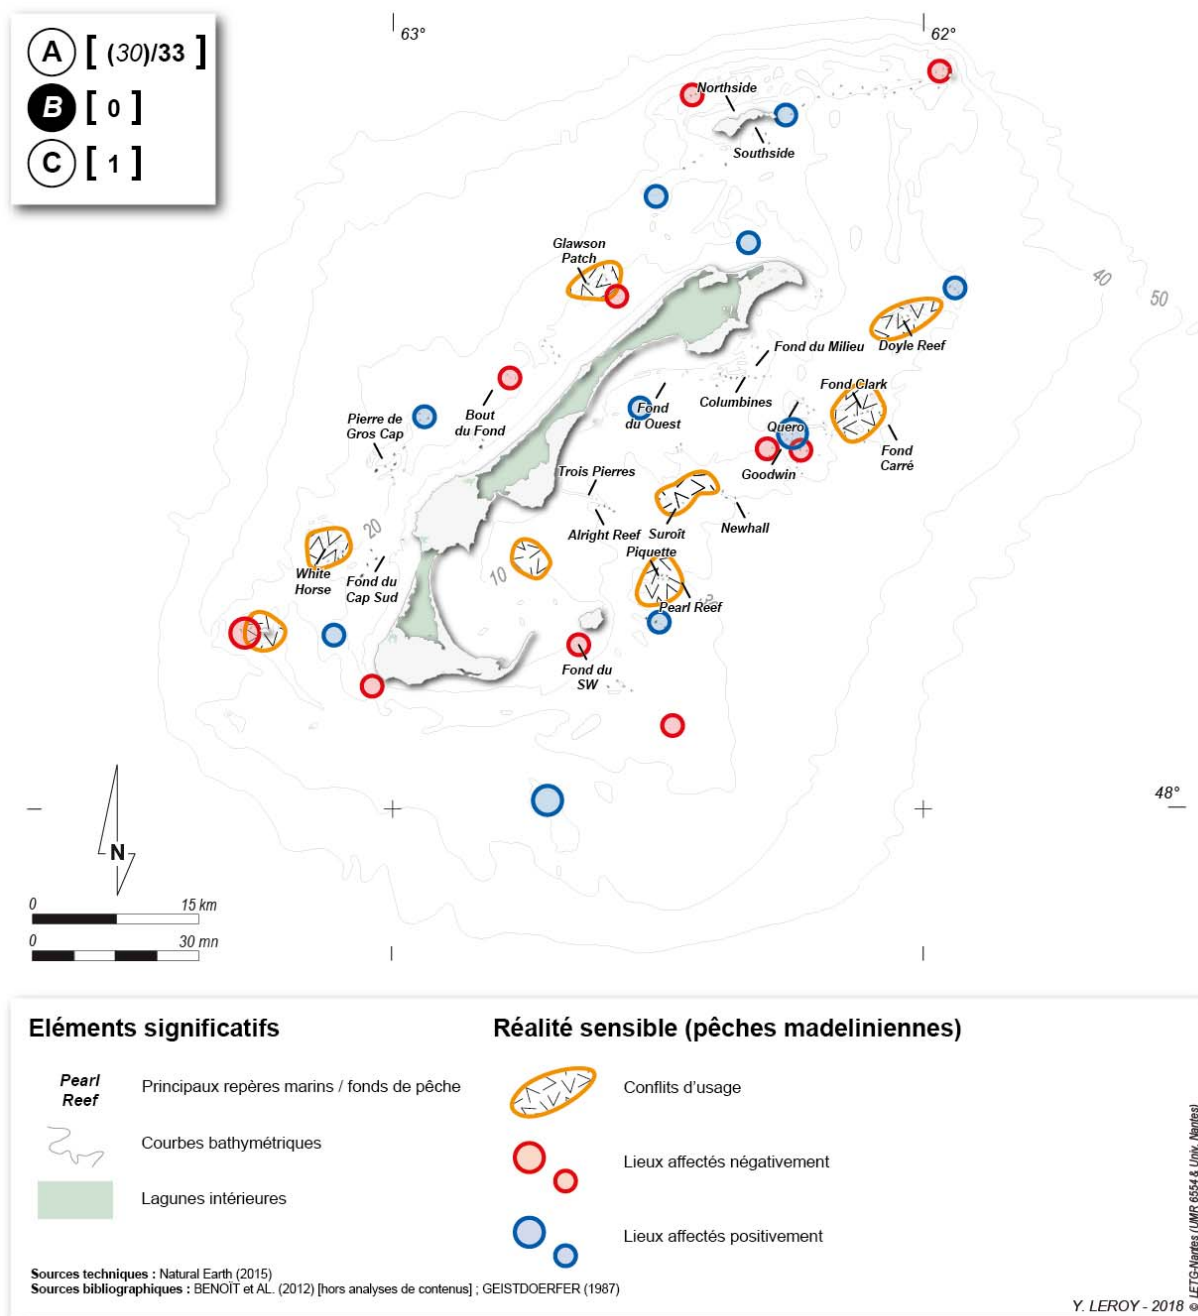 A [ (30)/33 ]
B [ 0 ]
C [ 1 ]
63°
62°
Northside
Southside
Glawson
Patch
40
50
Doyle Reef
Fond du Milieu
Columbines
Fond Clark
Fond
du Ouest
Quero
Fond
Carré
Goodwin
Bout
du Fond
Pierre de
Gros Cap
Trois Pierres
Alright Reef
Suroît
Newhall
Piquette
Pearl Reef
20
White
Horse
Fond du
Cap Sud
10
Fond du
SW
48°
N
0 15 km
0 30 mn
Eléments significatifs
Pearl
Reef
Principaux repères marins / fonds de pêche
Courbes bathymétriques
Lagunes intérieures
Réalité sensible (pêches madeliniennes)
Conflits d'usage
Lieux affectés négativement
Lieux affectés positivement
Sources techniques : Natural Earth (2015)
Sources bibliographiques : BENOÎT et AL. (2012) [hors analyses de contenus] ; GEISTDOERFER (1987)
Y. LEROY - 2018
© LETG-Nantes (UMR 6554 & Univ. Nantes)